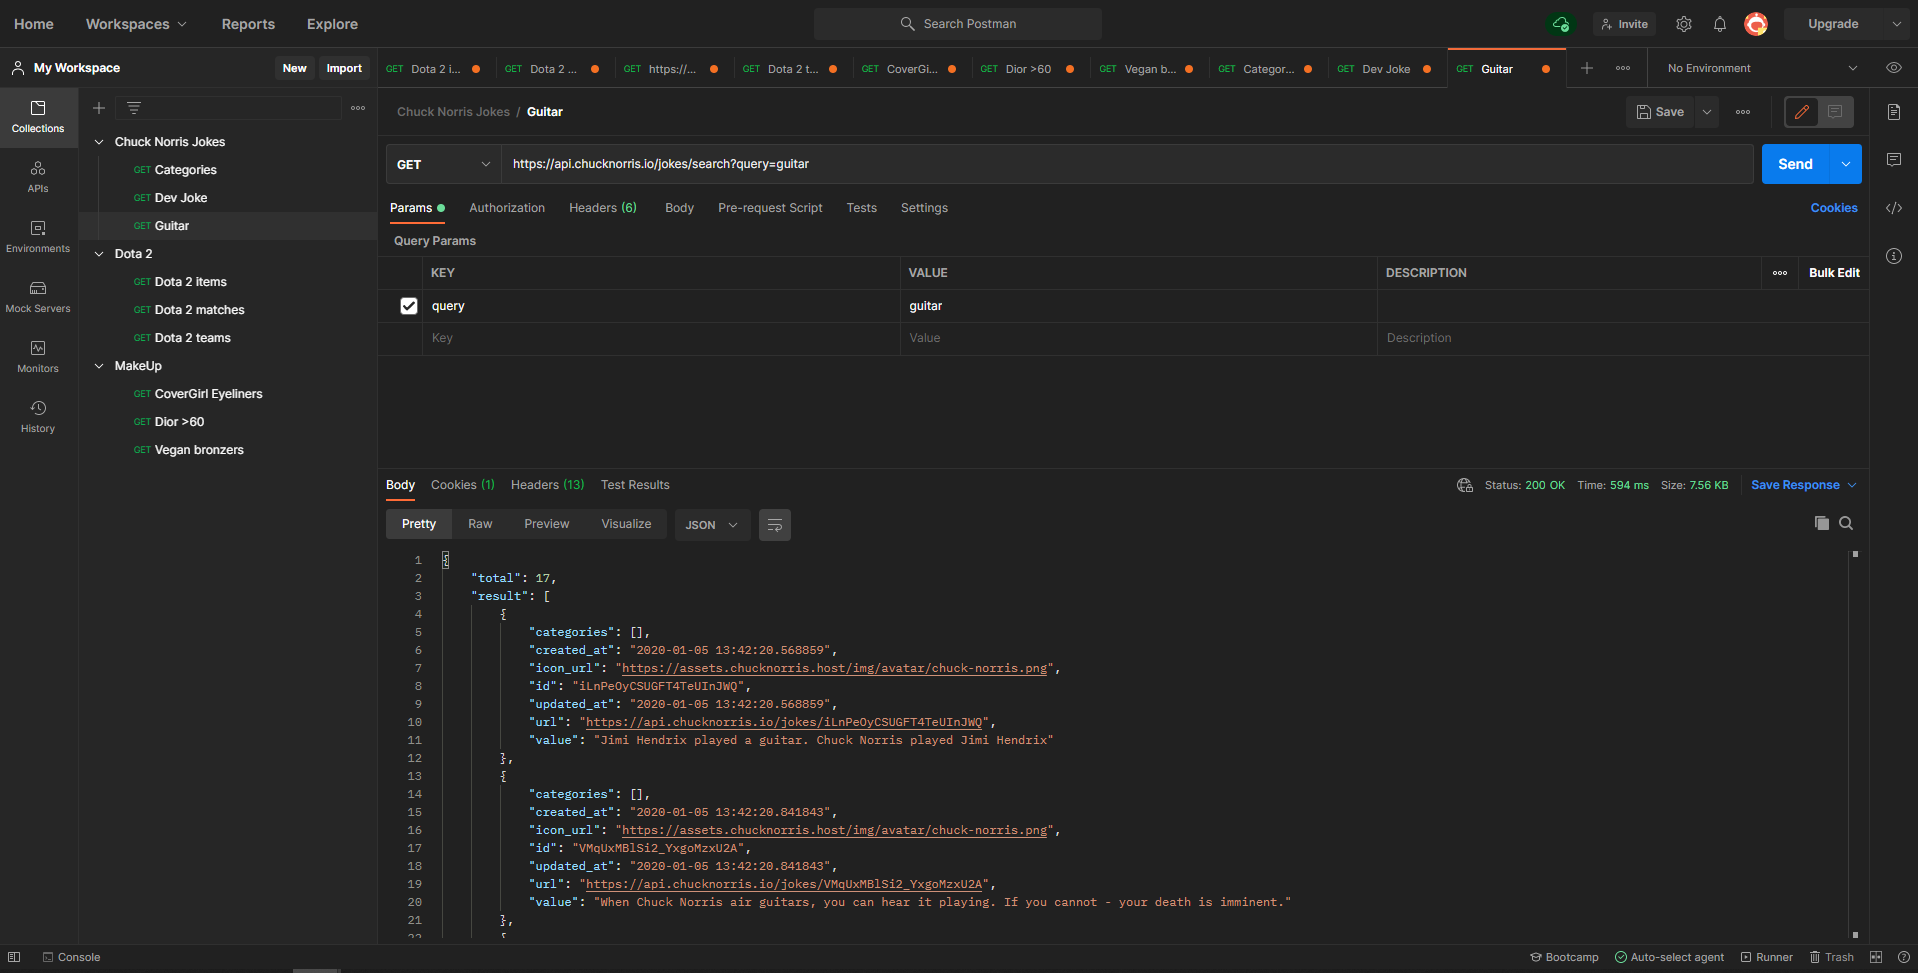 Home Workspaces Reports Explore Search Postman Invite Upgrade
My Workspace New Import
GET Dota 2 i... GET Dota 2 ... GET https://... GET Dota 2 t... GET CoverGi... GET Dior >60 GET Vegan b... GET Categor... GET Dev Joke GET Guitar No Environment
Collections
APIs
Environments
Mock Servers
Monitors
History
Chuck Norris Jokes
GET Categories
GET Dev Joke
GET Guitar
Dota 2
GET Dota 2 items
GET Dota 2 matches
GET Dota 2 teams
MakeUp
GET CoverGirl Eyeliners
GET Dior >60
GET Vegan bronzers
Chuck Norris Jokes / Guitar Save
GET https://api.chucknorris.io/jokes/search?query=guitar Send
Params Authorization Headers (6) Body Pre-request Script Tests Settings Cookies
Query Params
KEY VALUE DESCRIPTION Bulk Edit
query guitar
Key Value Description
Body Cookies (1) Headers (13) Test Results Status: 200 OK Time: 594 ms Size: 7.56 KB Save Response
Pretty Raw Preview Visualize JSON
1 {
2 "total": 17,
3 "result": [
4 {
5 "categories": [],
6 "created_at": "2020-01-05 13:42:20.568859",
7 "icon_url": "https://assets.chucknorris.host/img/avatar/chuck-norris.png",
8 "id": "iLnPeOyCSUGFT4TeUInJWQ",
9 "updated_at": "2020-01-05 13:42:20.568859",
10 "url": "https://api.chucknorris.io/jokes/iLnPeOyCSUGFT4TeUInJWQ",
11 "value": "Jimi Hendrix played a guitar. Chuck Norris played Jimi Hendrix"
12 },
13 {
14 "categories": [],
15 "created_at": "2020-01-05 13:42:20.841843",
16 "icon_url": "https://assets.chucknorris.host/img/avatar/chuck-norris.png",
17 "id": "VMqUxMBlSi2_YxgoMzxU2A",
18 "updated_at": "2020-01-05 13:42:20.841843",
19 "url": "https://api.chucknorris.io/jokes/VMqUxMBlSi2_YxgoMzxU2A",
20 "value": "When Chuck Norris air guitars, you can hear it playing. If you cannot - your death is imminent."
21 },
22 {
Console Bootcamp Auto-select agent Runner Trash